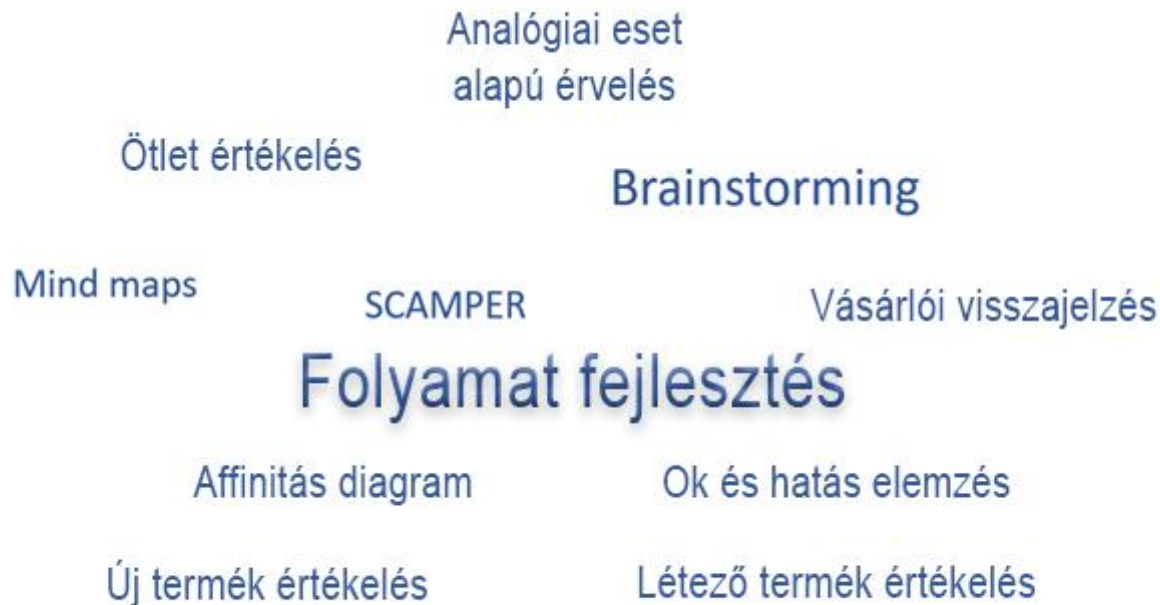 Analógiai eset
alapú érvelés
Ötlet értékelés
Brainstorming
Mind maps
SCAMPER
Vásárlói visszajelzés
Folyamat fejlesztés
Affinitás diagram
Ok és hatás elemzés
Új termék értékelés
Létező termék értékelés